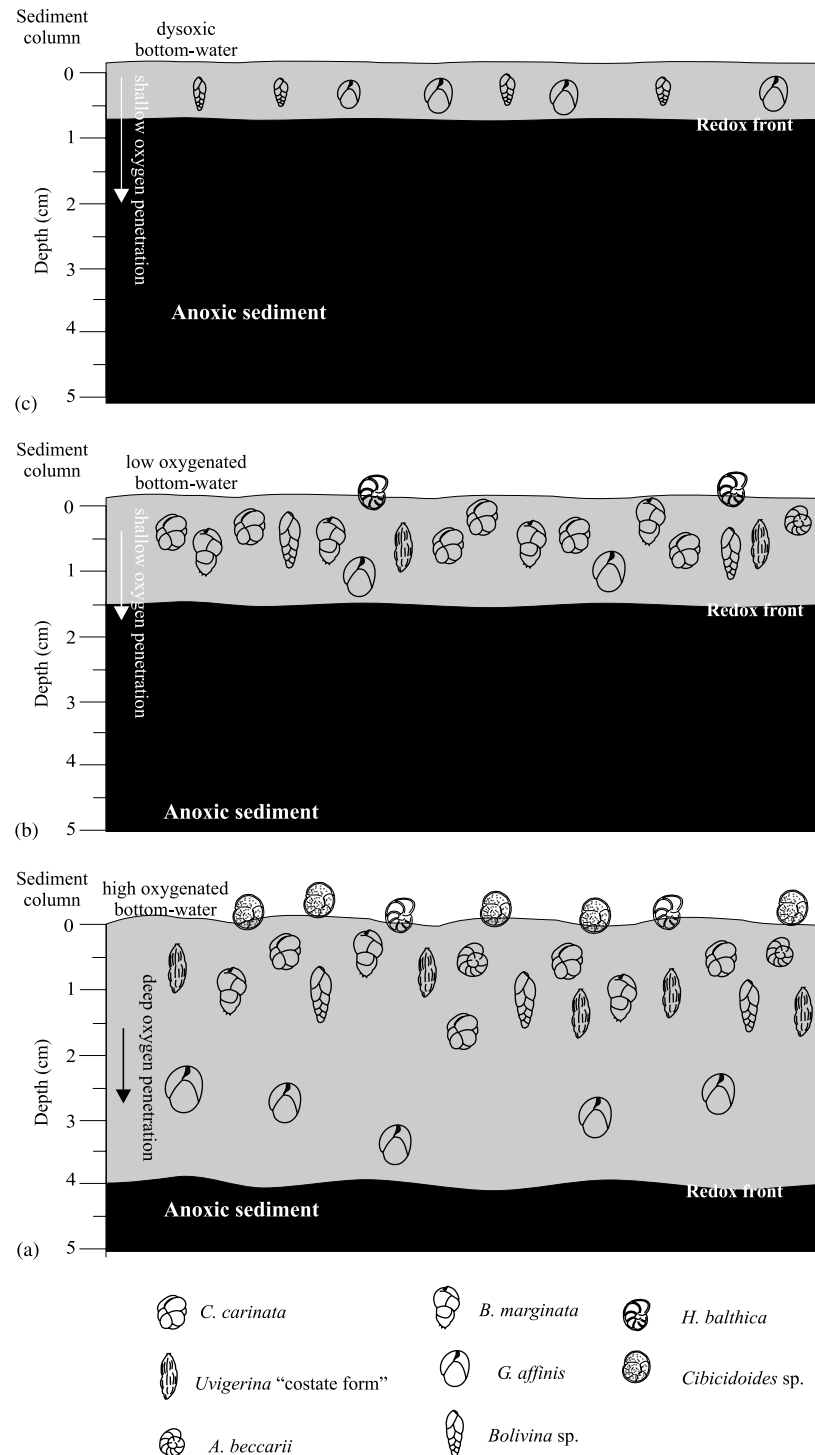 Sediment
column
dysoxic
bottom-water
0
1
2
3
4
5
Depth (cm)
shallow oxygen penetration
Redox front
Anoxic sediment
(c)
Sediment
column
low oxygenated
bottom-water
0
1
2
3
4
5
Depth (cm)
shallow oxygen penetration
Redox front
Anoxic sediment
(b)
Sediment
column
high oxygenated
bottom-water
0
1
2
3
4
5
Depth (cm)
deep oxygen penetration
Redox front
Anoxic sediment
(a)
C. carinata
B. marginata
H. balthica
Uvigerina “costate form”
G. affinis
Cibicidoides sp.
A. beccarii
Bolivina sp.